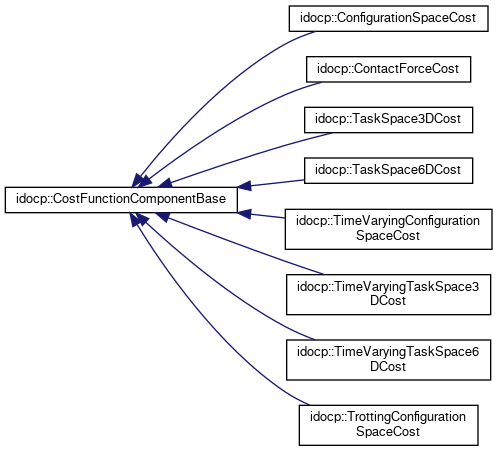 idocp::ConfigurationSpaceCost
idocp::ContactForceCost
idocp::TaskSpace3DCost
idocp::TaskSpace6DCost
idocp::CostFunctionComponentBase
idocp::TimeVaryingConfiguration
SpaceCost
idocp::TimeVaryingTaskSpace3
DCost
idocp::TimeVaryingTaskSpace6
DCost
idocp::TrottingConfiguration
SpaceCost